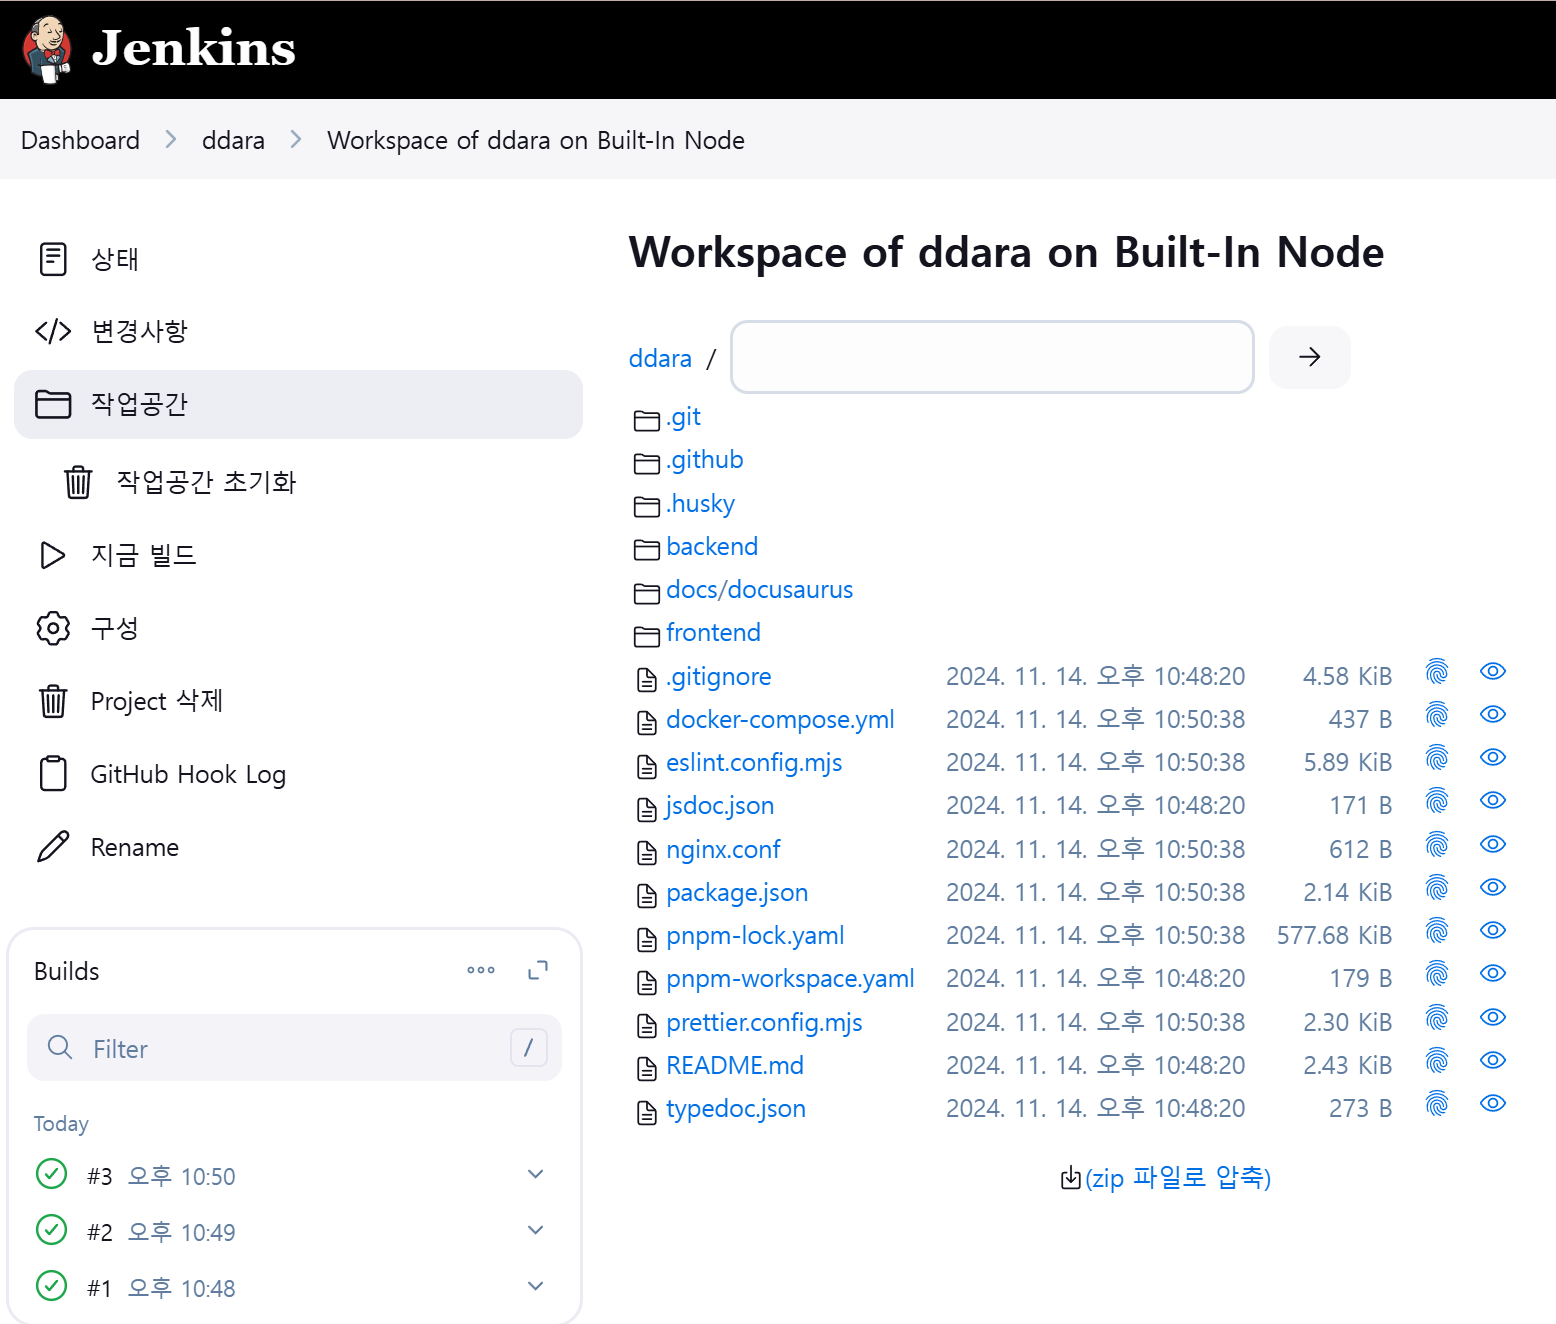 Jenkins
Dashboard > ddara > Workspace of ddara on Built-In Node
상태
변경사항
작업공간
작업공간 초기화
지금 빌드
구성
Project 삭제
GitHub Hook Log
Rename
Builds
Filter /
Today
#3 오후 10:50
#2 오후 10:49
#1 오후 10:48
Workspace of ddara on Built-In Node
ddara /
.git
.github
.husky
backend
docs/docusaurus
frontend
.gitignore 2024. 11. 14. 오후 10:48:20 4.58 KiB
docker-compose.yml 2024. 11. 14. 오후 10:50:38 437 B
eslint.config.mjs 2024. 11. 14. 오후 10:50:38 5.89 KiB
jsdoc.json 2024. 11. 14. 오후 10:48:20 171 B
nginx.conf 2024. 11. 14. 오후 10:50:38 612 B
package.json 2024. 11. 14. 오후 10:50:38 2.14 KiB
pnpm-lock.yaml 2024. 11. 14. 오후 10:50:38 577.68 KiB
pnpm-workspace.yaml 2024. 11. 14. 오후 10:48:20 179 B
prettier.config.mjs 2024. 11. 14. 오후 10:50:38 2.30 KiB
README.md 2024. 11. 14. 오후 10:48:20 2.43 KiB
typedoc.json 2024. 11. 14. 오후 10:48:20 273 B
(zip 파일로 압축)